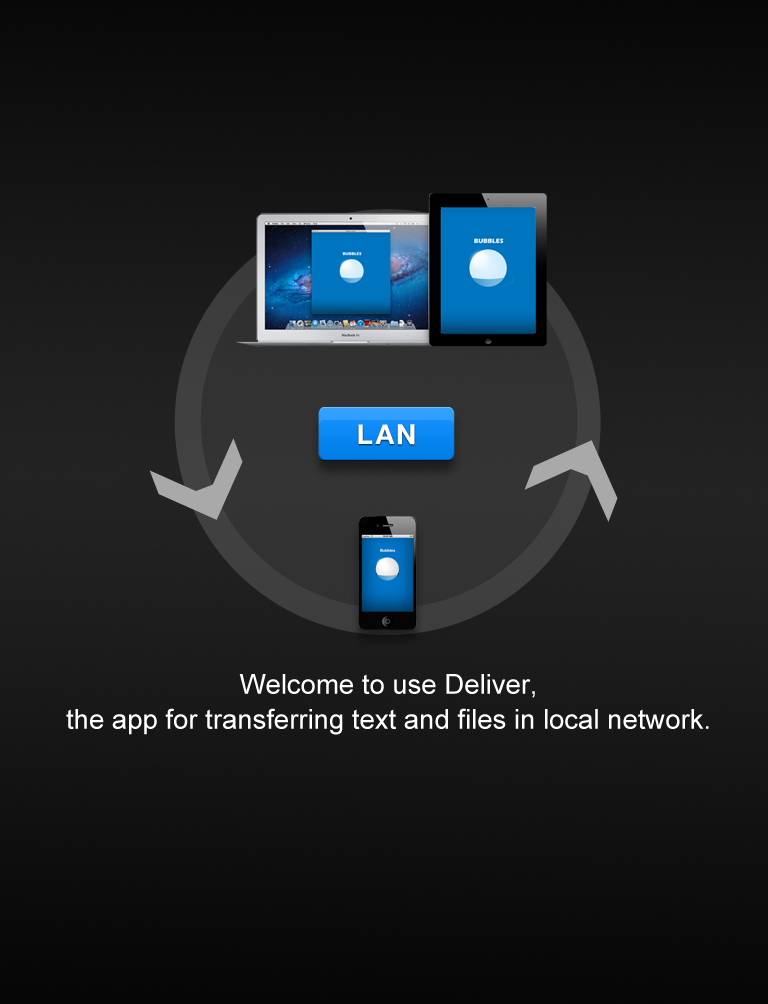 BUBBLES
BUBBLES
MacBook Air
LAN
Bubbles
Welcome to use Deliver,
the app for transferring text and files in local network.